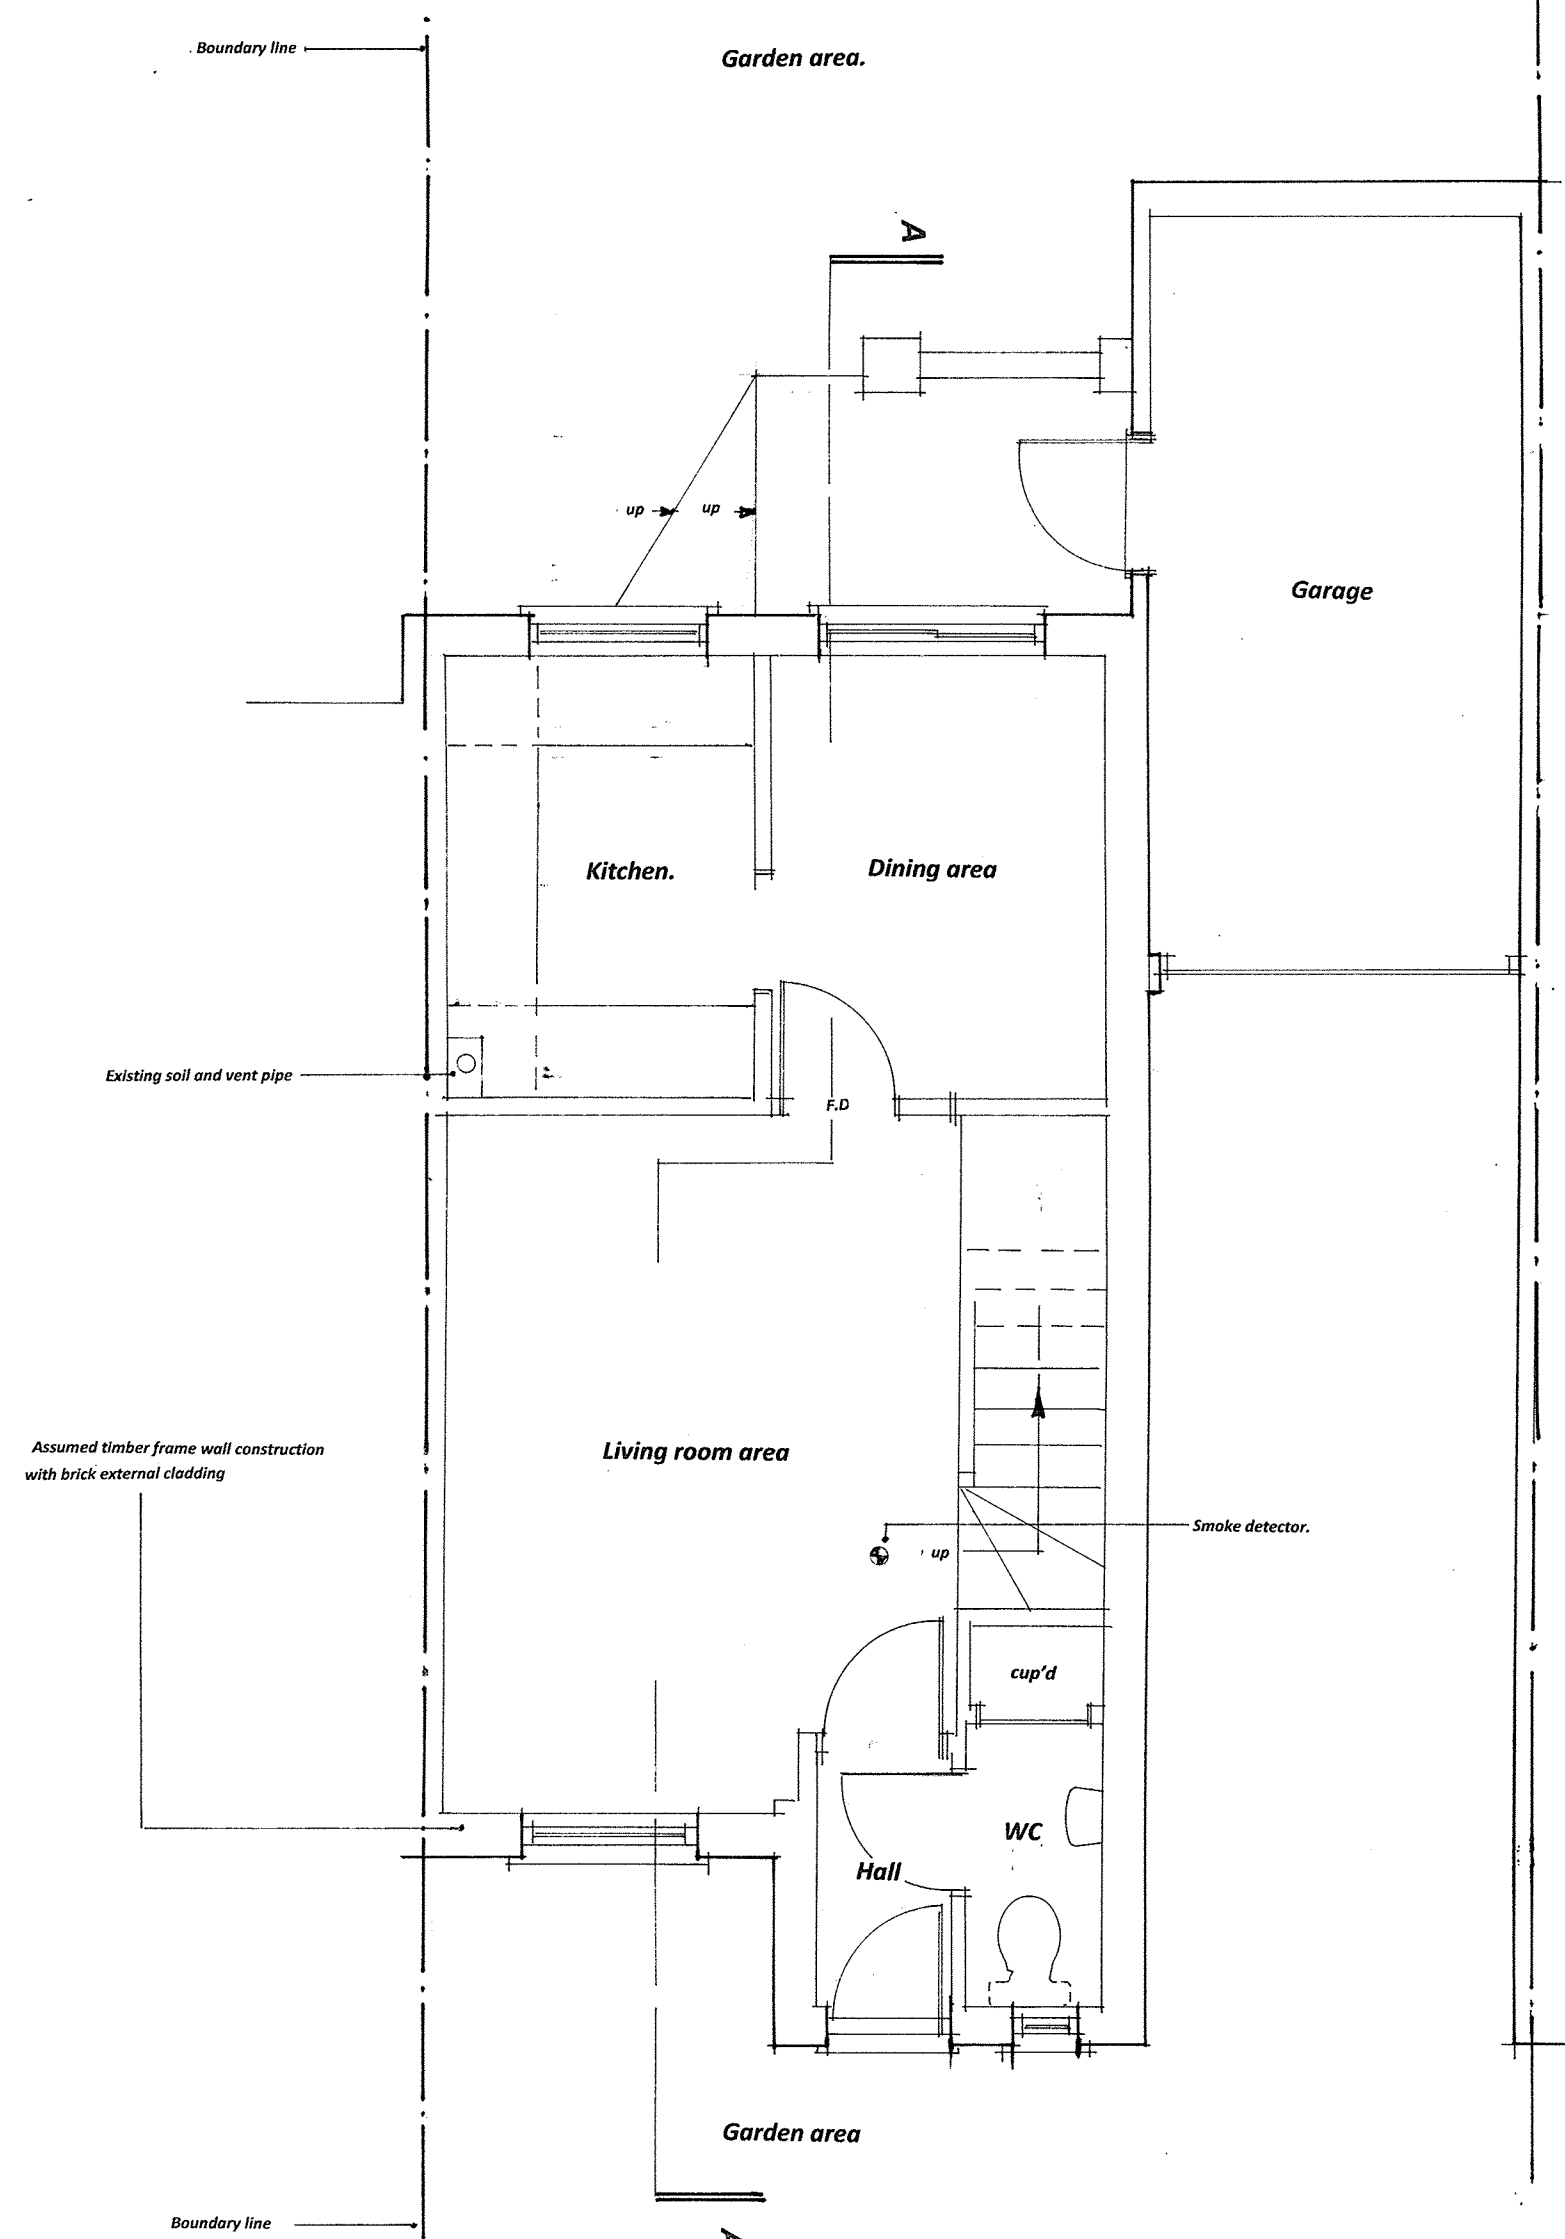 Boundary line
Garden area.
A
up
up
Garage
Kitchen.
Dining area
Existing soil and vent pipe
F.D
Assumed timber frame wall construction
with brick external cladding
Living room area
Smoke detector.
up
cup'd
WC
Hall
Garden area
Boundary line
A